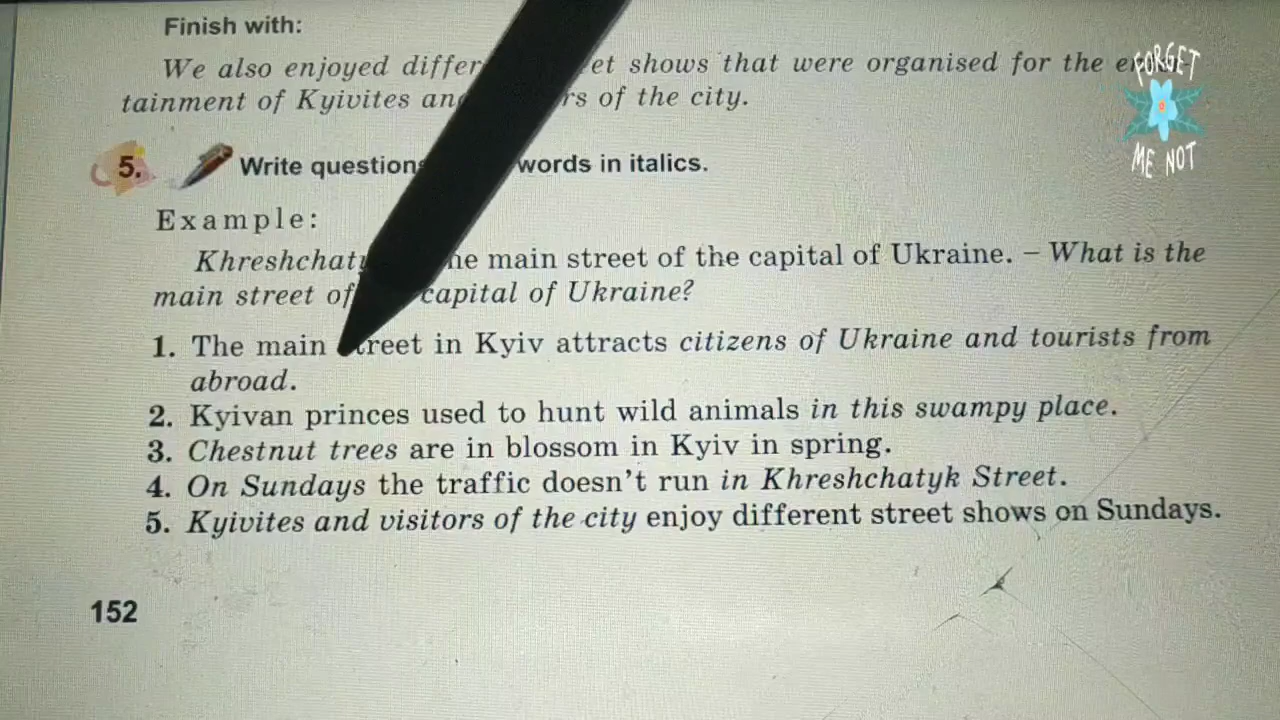 Finish with:
We also enjoyed differ et shows that were organised for the en
FORGET
tainment of Kyivites an rs of the city.
ME NOT
5. Write question words in italics.
Example:
Khreshchaty he main street of the capital of Ukraine. – What is the
main street of capital of Ukraine?
1. The main street in Kyiv attracts citizens of Ukraine and tourists from
abroad.
2. Kyivan princes used to hunt wild animals in this swampy place.
3. Chestnut trees are in blossom in Kyiv in spring.
4. On Sundays the traffic doesn't run in Khreshchatyk Street.
5. Kyivites and visitors of the city enjoy different street shows on Sundays.
152